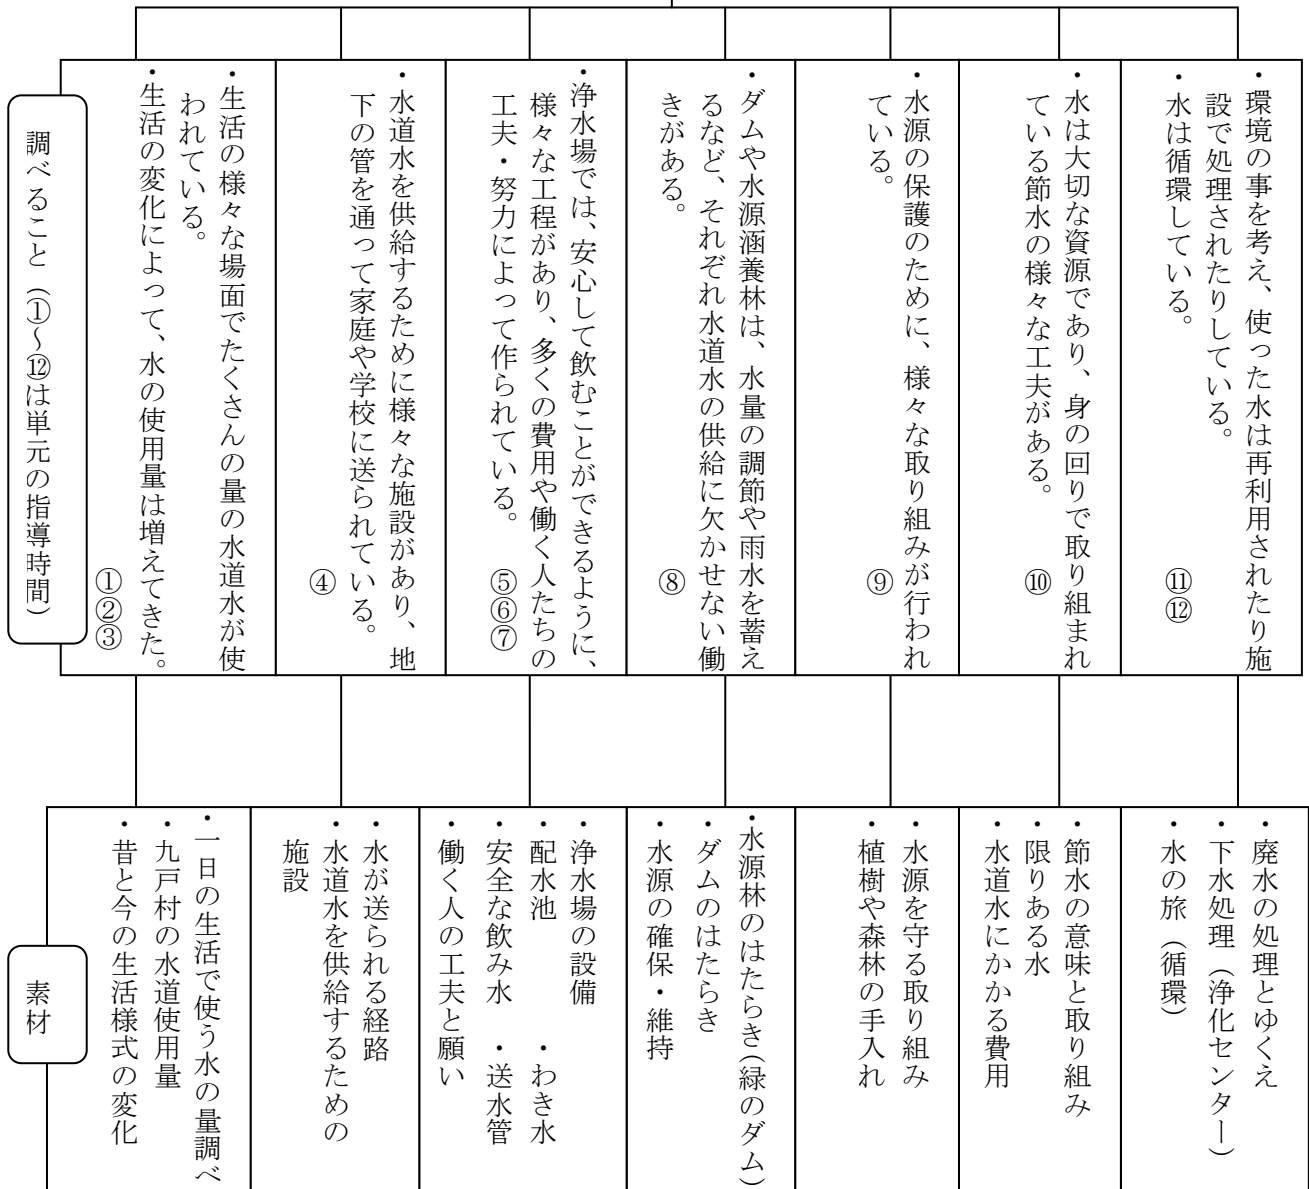 ・環境の事を考え、使った水は再利用されたり施
設で処理されたりしている。
・水は循環している。
⑪⑫
・水は大切な資源であり、身の回りで取り組まれ
ている節水の様々な工夫がある。
⑩
・水源の保護のために、様々な取り組みが行われ
ている。
⑨
・ダムや水源涵養林は、水量の調節や雨水を蓄え
るなど、それぞれ水道水の供給に欠かせない働
きがある。
⑧
・浄水場では、安心して飲むことができるように、
様々な工程があり、多くの費用や働く人たちの
工夫・努力によって作られている。
⑤⑥⑦
・水道水を供給するために様々な施設があり、地
下の管を通って家庭や学校に送られている。
④
・生活の様々な場面でたくさんの量の水道水が使
われている。
・生活の変化によって、水の使用量は増えてきた。
①②③
調べること（①～⑫は単元の指導時間）
・廃水の処理とゆくえ
・下水処理（浄化センター）
・水の旅（循環）
・節水の意味と取り組み
・限りある水
・水道水にかかる費用
・水源を守る取り組み
・植樹や森林の手入れ
・水源林のはたらき（緑のダム）
・ダムのはたらき
・水源の確保・維持
・浄水場の設備
・配水池　・わき水
・安全な飲み水　・送水管
・働く人の工夫と願い
・水が送られる経路
・水道水を供給するための
施設
・一日の生活で使う水の量調べ
・九戸村の水道使用量
・昔と今の生活様式の変化
素材